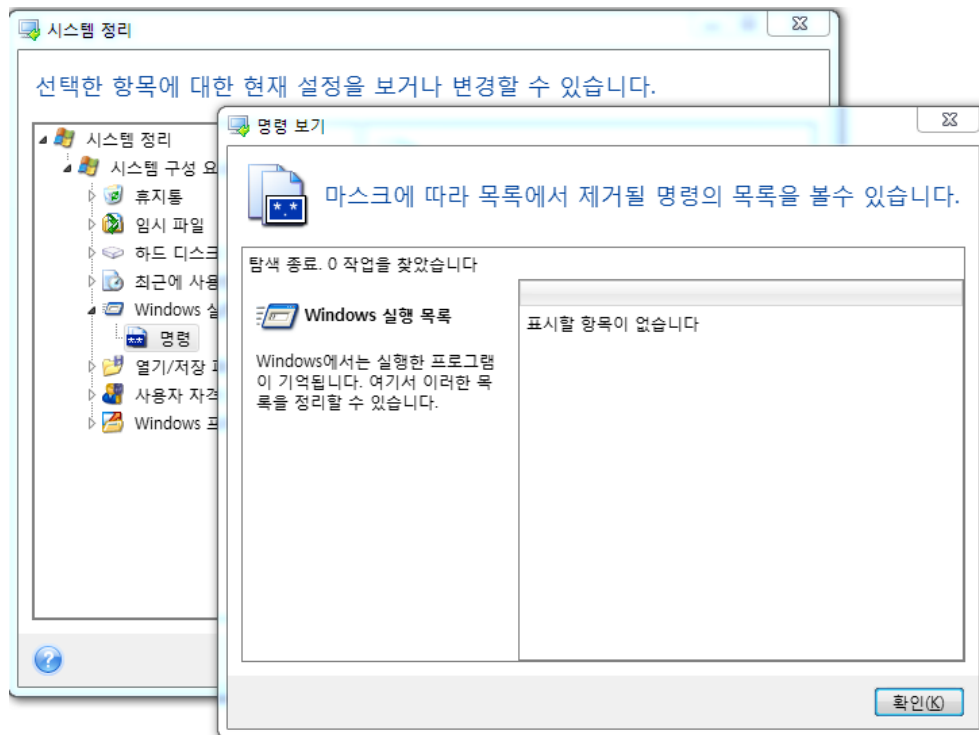 시스템 정리
선택한 항목에 대한 현재 설정을 보거나 변경할 수 있습니다.
시스템 정리
시스템 구성 요
휴지통
임시 파일
하드 디스크
최근에 사용
Windows 실
명령
열기/저장
사용자 자격
Windows 프
명령 보기
*.*
마스크에 따라 목록에서 제거될 명령의 목록을 볼수 있습니다.
탐색 종료. 0 작업을 찾았습니다
Windows 실행 목록
Windows에서는 실행한 프로그램
이 기억됩니다. 여기서 이러한 목
록을 정리할 수 있습니다.
표시할 항목이 없습니다
확인(K)